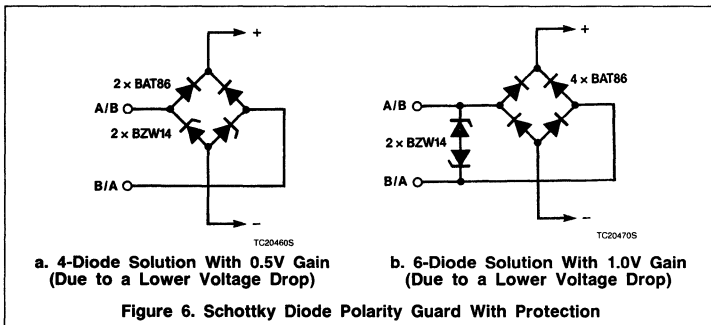 +
2 × BAT86
A/B
2 × BZW14
B/A
−
TC20460S
a. 4-Diode Solution With 0.5V Gain
(Due to a Lower Voltage Drop)
+
4 × BAT86
A/B
2 × BZW14
B/A
−
TC20470S
b. 6-Diode Solution With 1.0V Gain
(Due to a Lower Voltage Drop)
Figure 6. Schottky Diode Polarity Guard With Protection